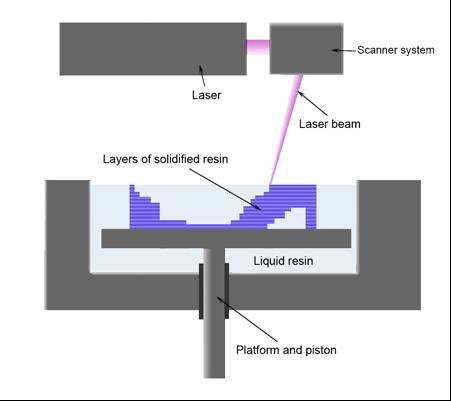 Scanner system
Laser
Laser beam
Layers of solidified resin
Liquid resin
Platform and piston